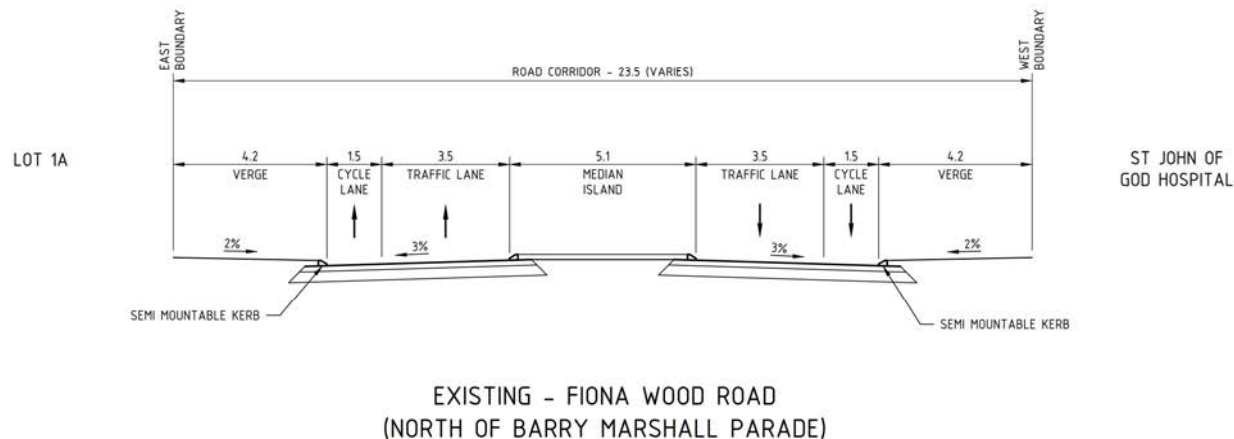 EAST
BOUNDARY
WEST
BOUNDARY
ROAD CORRIDOR - 23.5 (VARIES)
LOT 1A
ST JOHN OF
GOD HOSPITAL
4.2
VERGE
1.5
CYCLE
LANE
3.5
TRAFFIC LANE
5.1
MEDIAN
ISLAND
3.5
TRAFFIC LANE
1.5
CYCLE
LANE
4.2
VERGE
2%
3%
3%
2%
SEMI MOUNTABLE KERB
SEMI MOUNTABLE KERB
EXISTING - FIONA WOOD ROAD
(NORTH OF BARRY MARSHALL PARADE)